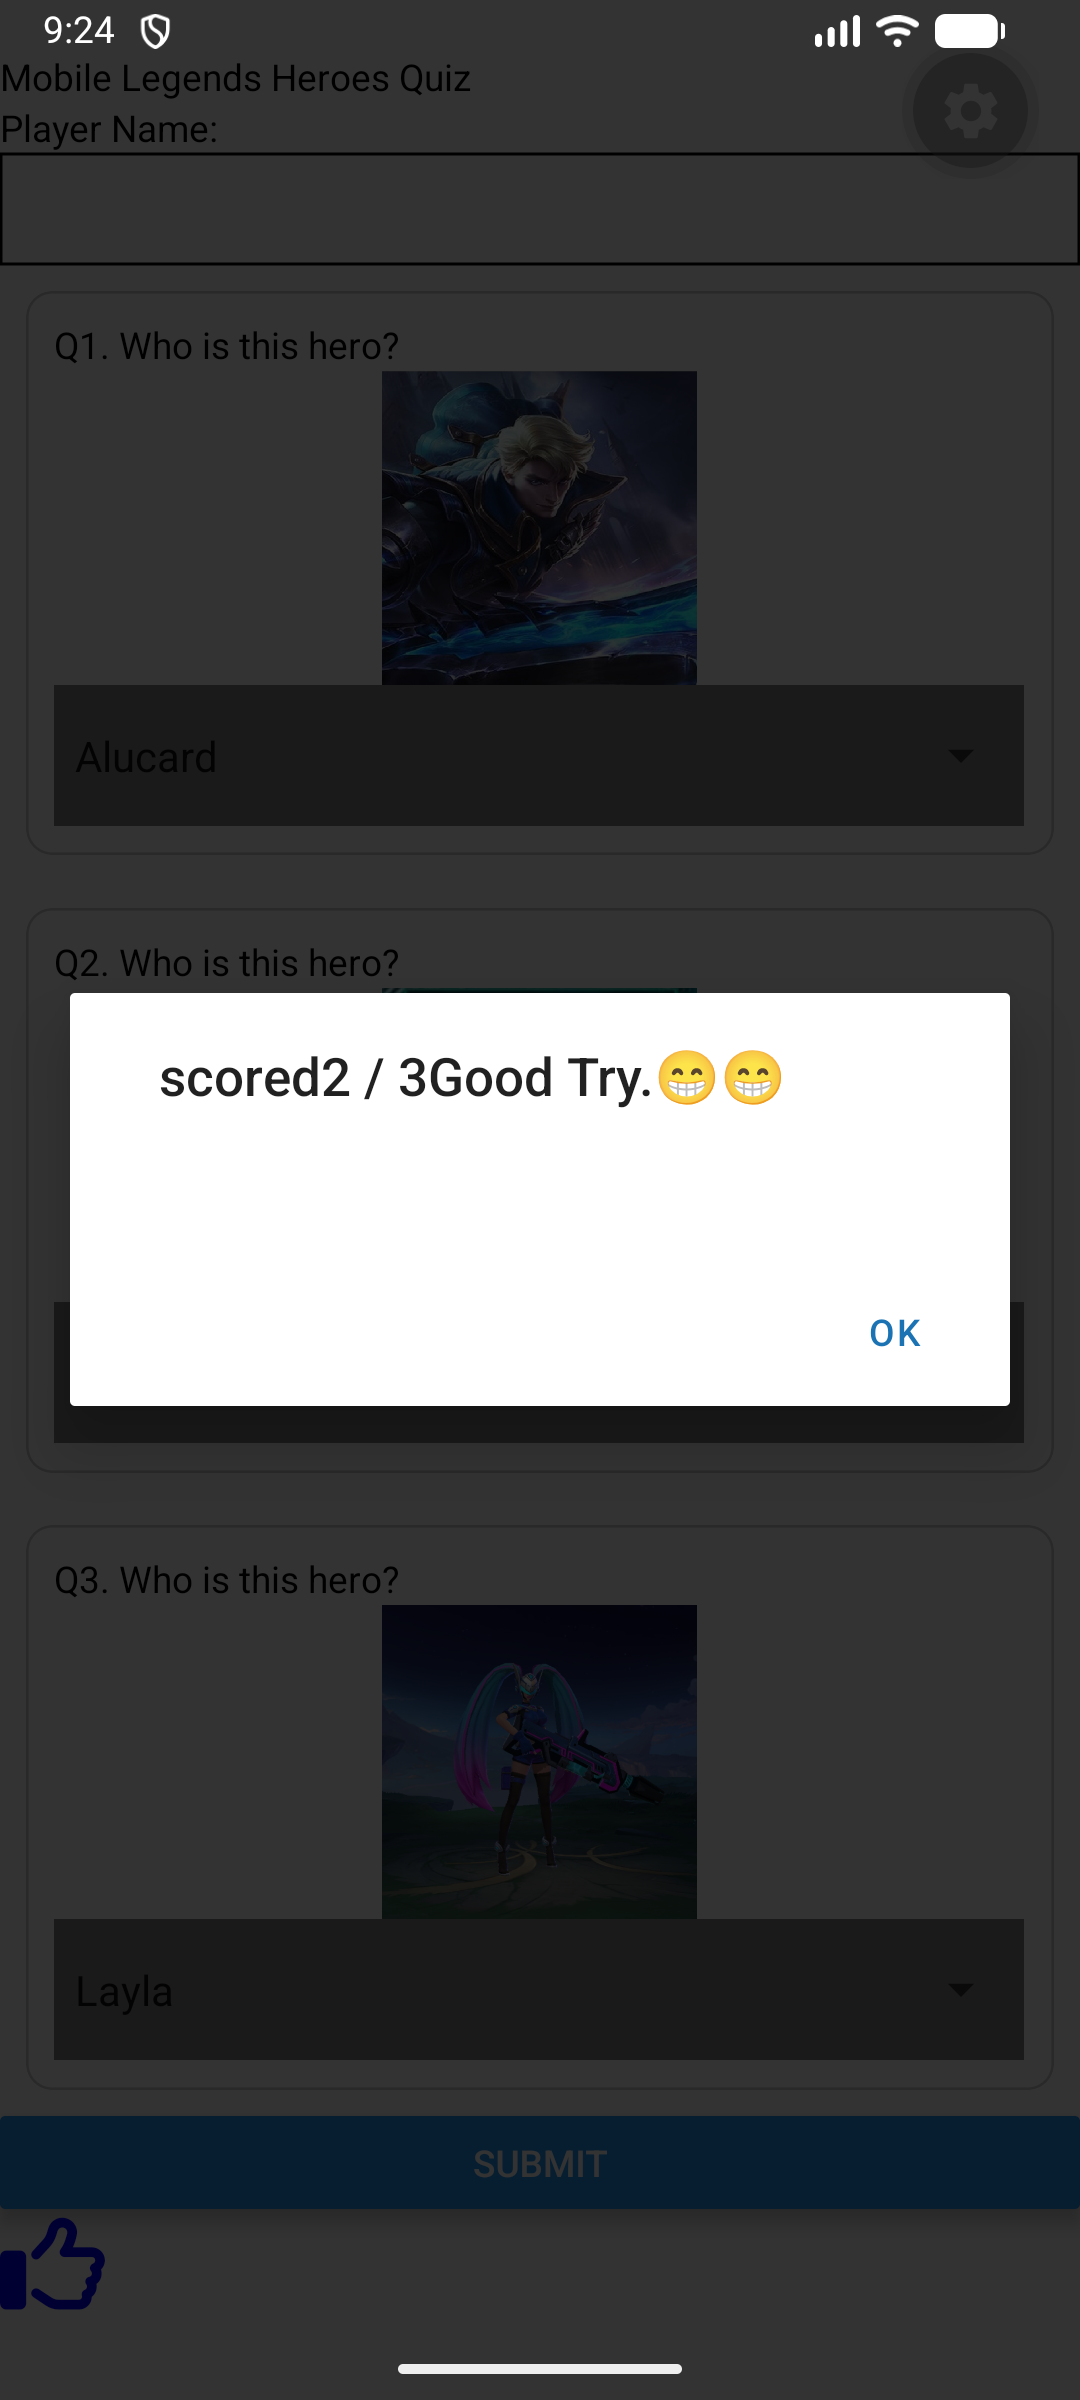 9:24
Mobile Legends Heroes Quiz
Player Name:
Q1. Who is this hero?
Alucard
Q2. Who is this hero?
scored2 / 3Good Try.😁😁
OK
Q3. Who is this hero?
Layla
SUBMIT